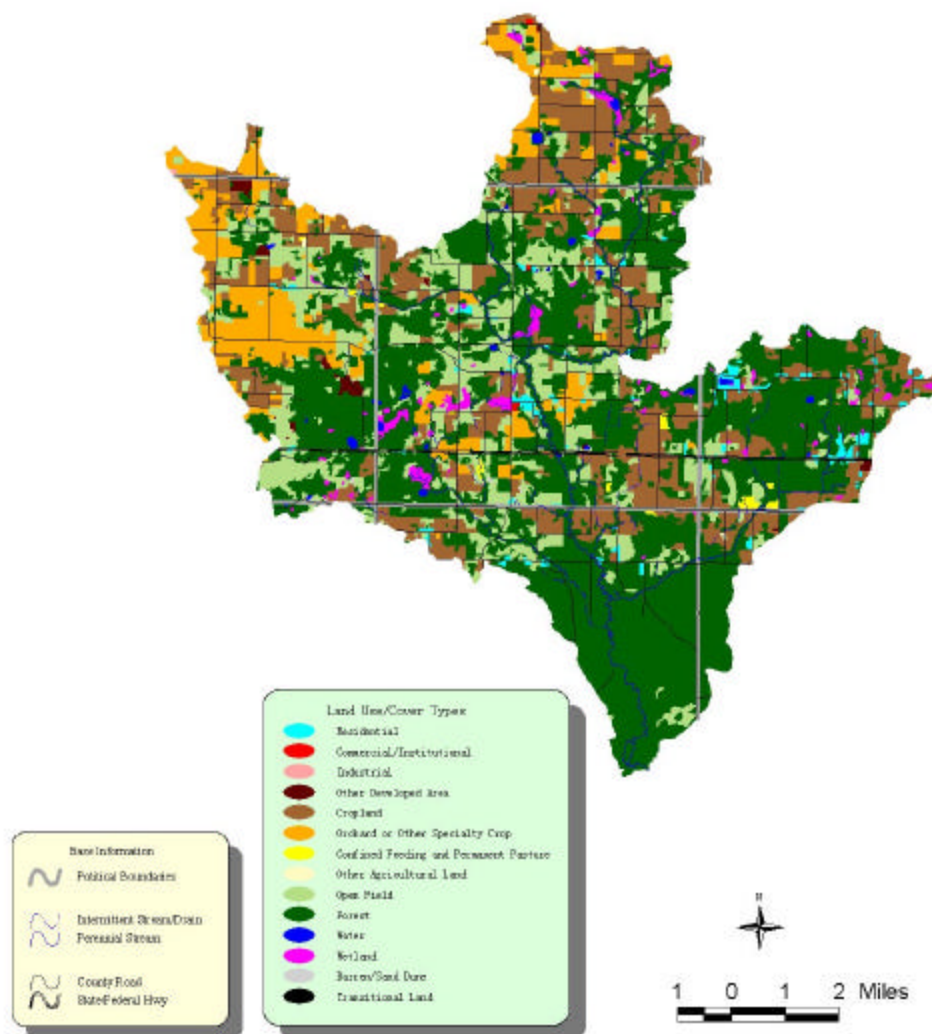 Land Use/Cover Types
Residential
Commercial/Institutional
Industrial
Other Developed Area
Cropland
Orchard or Other Specialty Crop
Confined Feeding and Permanent Pasture
Other Agricultural Land
Open Field
Forest
Water
Wetland
Barren/Sand Dune
Transitional Land
Base Information
Political Boundaries
Intermittent Stream/Drain
Perennial Stream
County Road
State/Federal Hwy
N
1 0 1 2 Miles